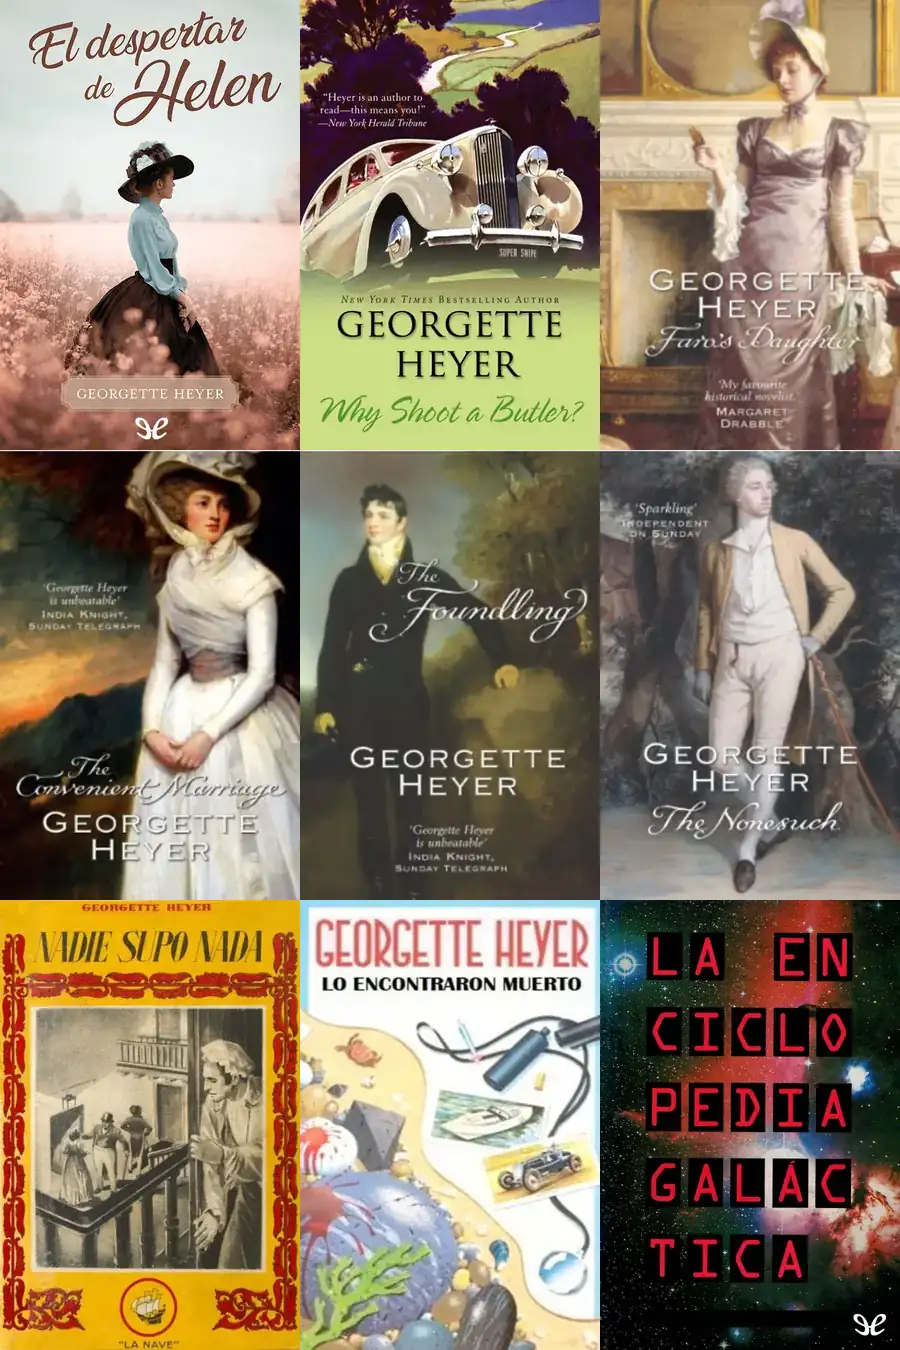 El despertar
de Helen
GEORGETTE HEYER
"Heyer is an author to
read—this means you!"
—New York Herald Tribune
SUPER SNIPE
New York Times Bestselling Author
GEORGETTE
HEYER
Why Shoot a Butler?
GEORGETTE
HEYER
Faro's Daughter
'My favourite
historical novelist.'
MARGARET
DRABBLE
'Georgette Heyer
is unbeatable'
INDIA KNIGHT,
SUNDAY TELEGRAPH
The
Convenient Marriage
GEORGETTE
HEYER
The
Foundling
GEORGETTE
HEYER
'Georgette Heyer
is unbeatable'
INDIA KNIGHT,
SUNDAY TELEGRAPH
'Sparkling'
INDEPENDENT
ON SUNDAY
GEORGETTE
HEYER
The Nonesuch
GEORGETTE HEYER
NADIE SUPO NADA
"LA NAVE"
GEORGETTE HEYER
LO ENCONTRARON MUERTO
LA EN
CICLO
PEDIA
GALÁC
TICA